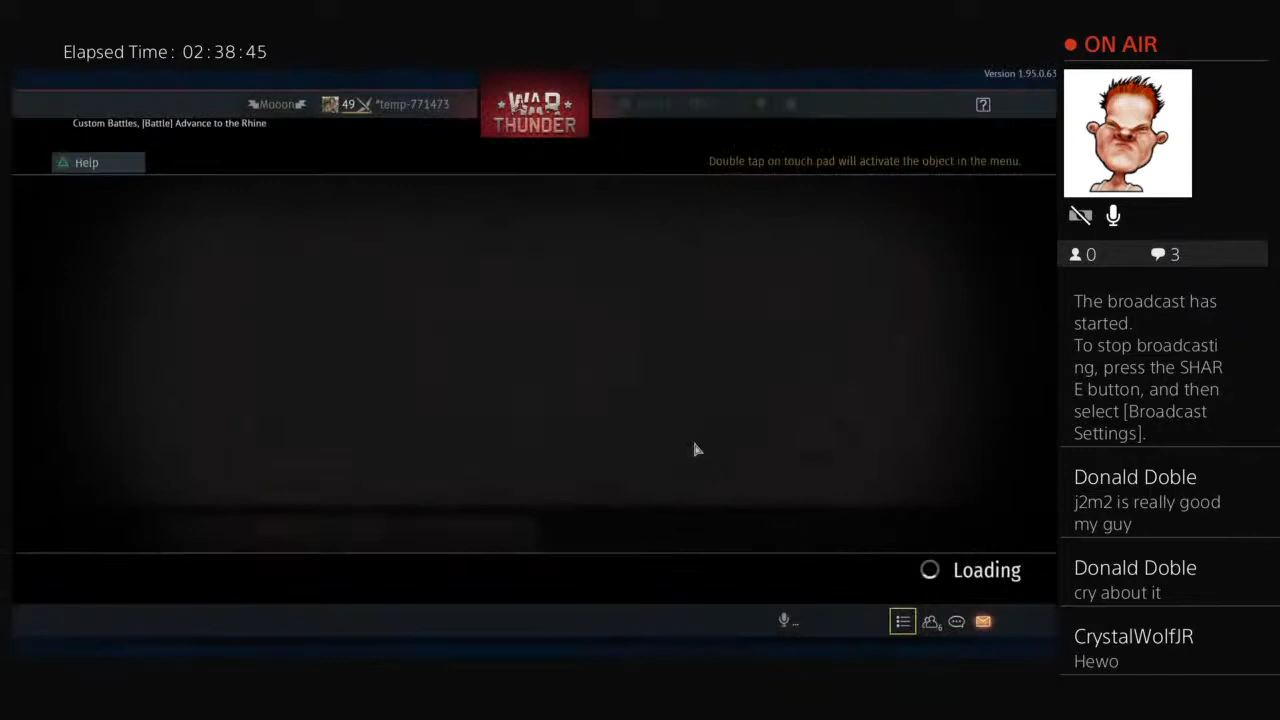 Elapsed Time: 02:38:45
ON AIR
Version 1.95.0.63
Mooon
49
*temp-771473
WAR
THUNDER
?
Custom Battles, [Battle] Advance to the Rhine
Help
Double tap on touch pad will activate the object in the menu.
0
3
The broadcast has
started.
To stop broadcasti
ng, press the SHAR
E button, and then
select [Broadcast
Settings].
Donald Doble
j2m2 is really good
my guy
Donald Doble
cry about it
CrystalWolfJR
Hewo
Loading
...
6